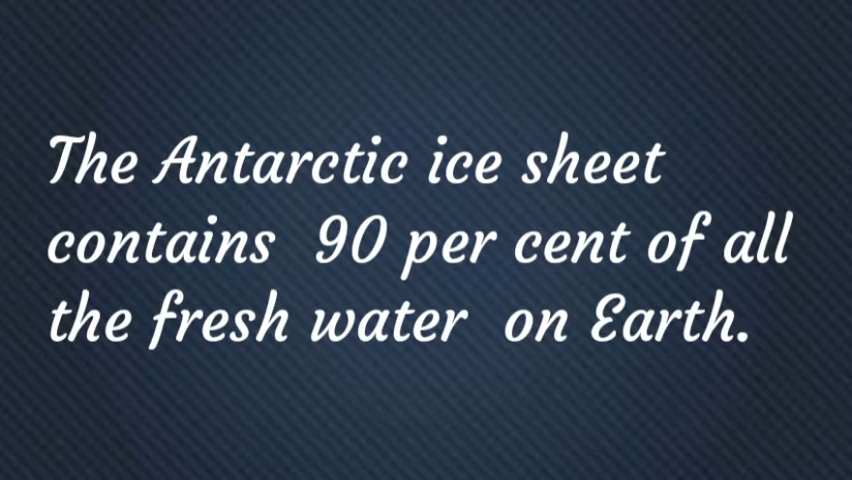 The Antarctic ice sheet
contains 90 per cent of all
the fresh water on Earth.